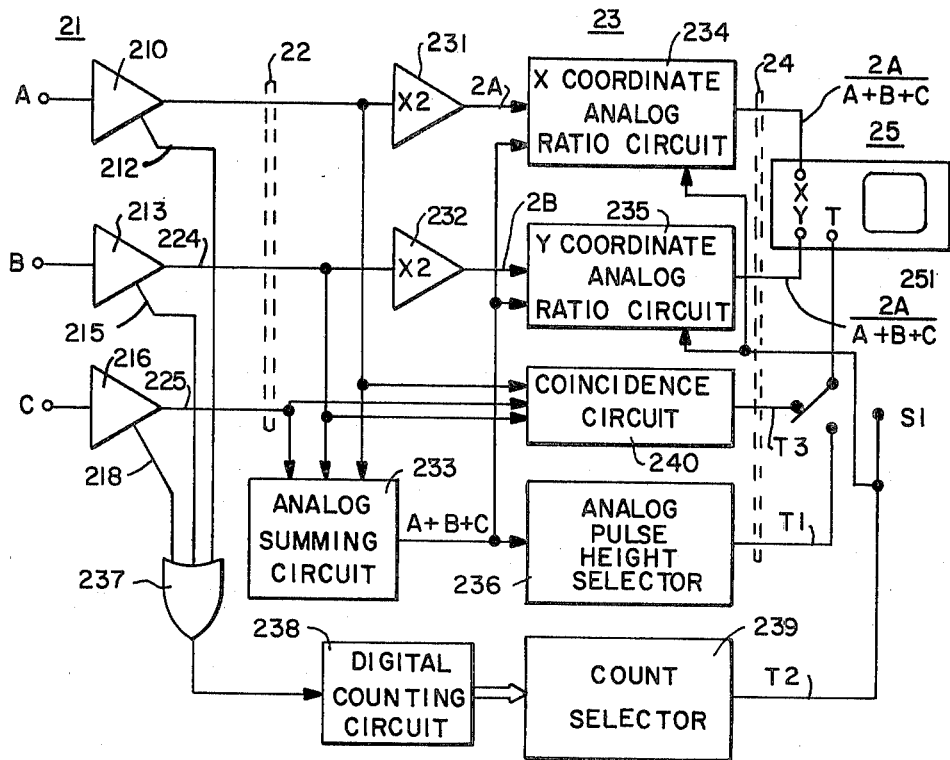 21
210
A
212
22
231
X2
2A
23
234
X COORDINATE
ANALOG
RATIO CIRCUIT
24
2A
A+B+C
25
X
Y
T
213
224
B
215
232
X2
2B
235
Y COORDINATE
ANALOG
RATIO CIRCUIT
251
2A
A+B+C
216
225
C
218
COINCIDENCE
CIRCUIT
240
T3
S1
233
ANALOG
SUMMING
CIRCUIT
A+B+C
236
ANALOG
PULSE
HEIGHT
SELECTOR
T1
237
238
DIGITAL
COUNTING
CIRCUIT
239
COUNT
SELECTOR
T2